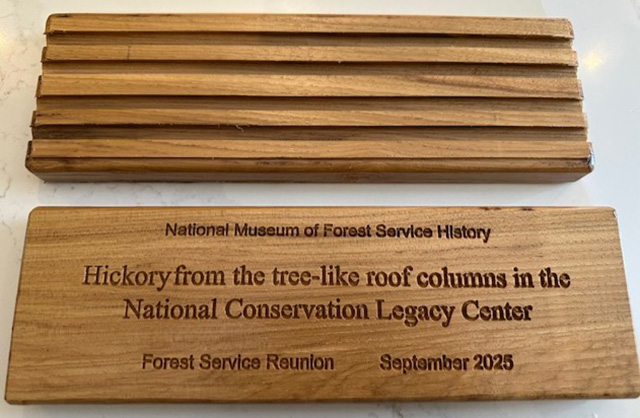 National Museum of Forest Service History
Hickory from the tree-like roof columns in the
National Conservation Legacy Center
Forest Service Reunion September 2025